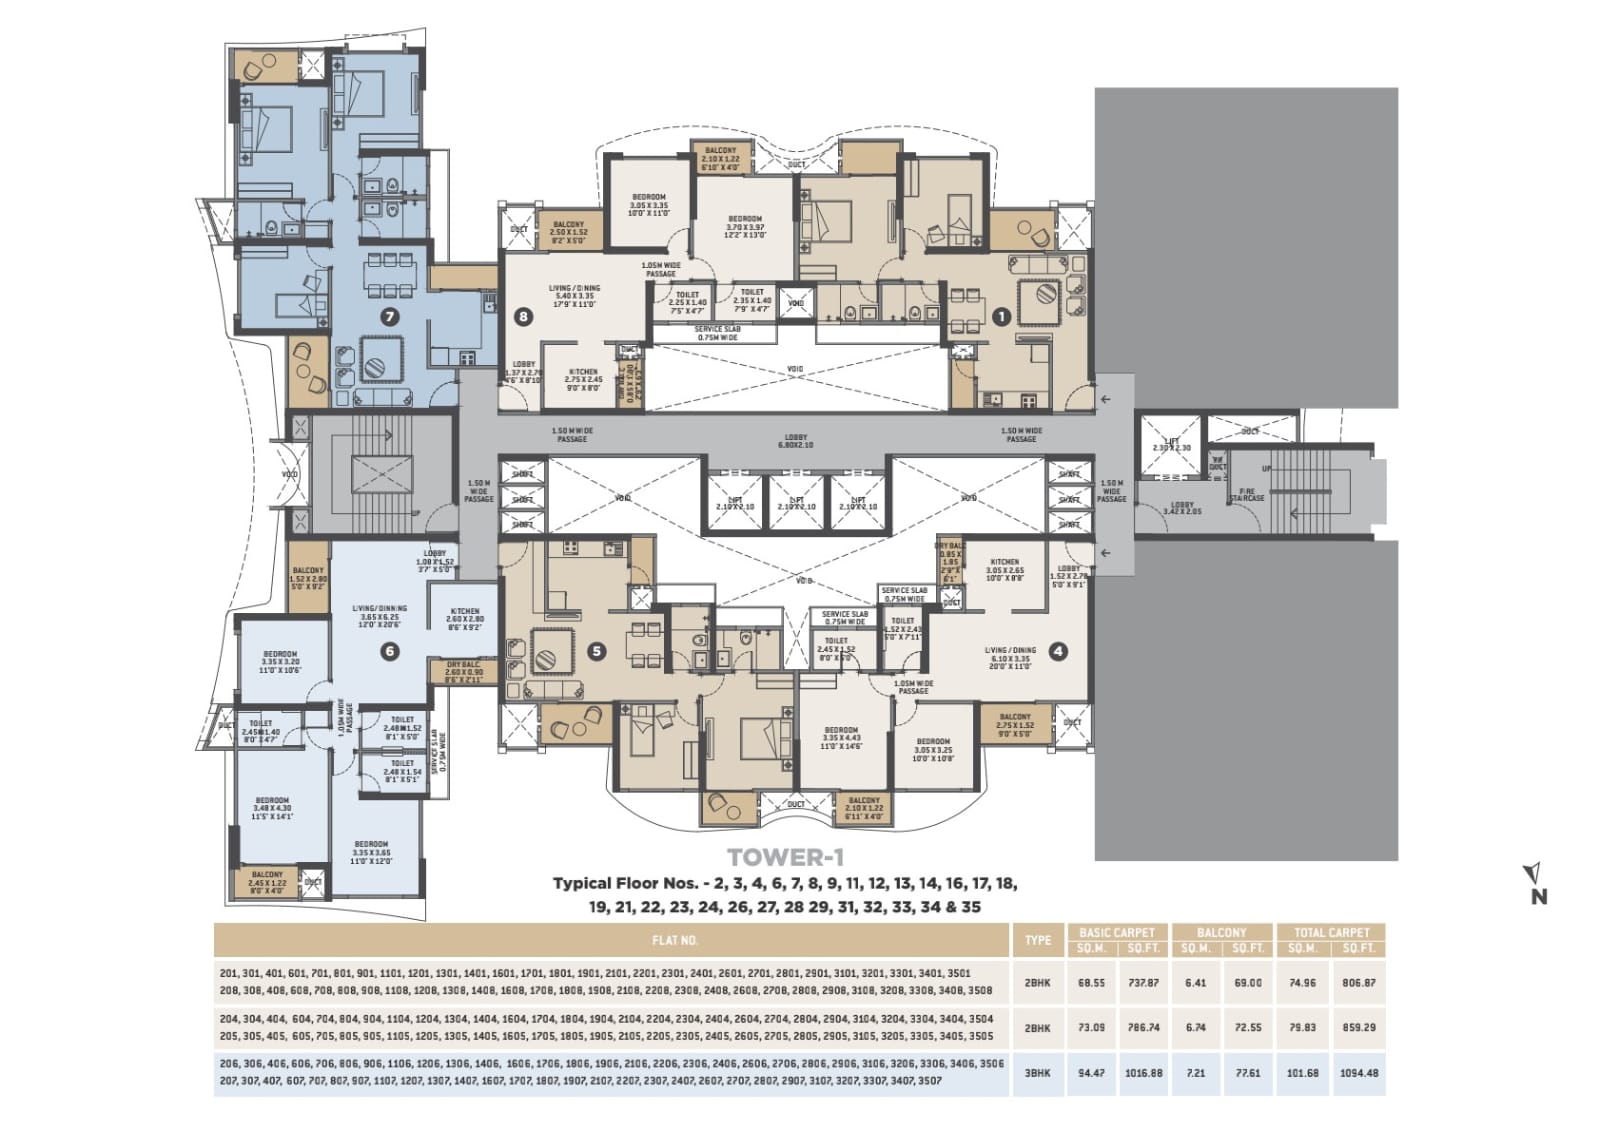 BALCONY
2.10 X 1.22
6'10" X 4'0"
DUCT
BEDROOM
3.05 X 3.35
10'0" X 11'0"
BEDROOM
3.70 X 3.97
12'2" X 13'0"
DUCT
BALCONY
2.50 X 1.52
8'2" X 5'0"
1.05M WIDE
PASSAGE
LIVING / DINING
5.40 X 3.35
17'9" X 11'0"
TOILET
2.25 X 1.40
7'5" X 4'7"
TOILET
2.35 X 1.40
7'9" X 4'7"
VOID
7
8
1
SERVICE SLAB
0.75M WIDE
DUCT
LOBBY
1.37 X 2.70
4'6" X 8'10"
KITCHEN
2.75 X 2.45
9'0" X 8'0"
DRY BALC.
VOID
1.50 M WIDE
PASSAGE
LOBBY
6.80X2.10
1.50 M WIDE
PASSAGE
LIFT
2.30 X 2.30
DUCT
VOID
1.50 M
WIDE
PASSAGE
SHAFT
SHAFT
SHAFT
VOID
LIFT
2.10 X 2.10
LIFT
2.10 X 2.10
LIFT
2.10 X 2.10
VOID
SHAFT
SHAFT
SHAFT
1.50 M
WIDE
PASSAGE
DUCT
UP
FIRE
STAIRCASE
LOBBY
3.42 X 2.05
UP
LOBBY
1.08 X 1.52
3'7" X 5'0"
BALCONY
1.52 X 2.80
5'0" X 9'2"
VOID
DRY BALC.
0.85 X
1.85
2'9" X
6'1"
KITCHEN
3.05 X 2.65
10'0" X 8'8"
LOBBY
1.52 X 2.78
5'0" X 9'1"
LIVING / DINNING
3.65 X 6.25
12'0" X 20'6"
KITCHEN
2.60 X 2.80
8'6" X 9'2"
SERVICE SLAB
0.75M WIDE
DUCT
SERVICE SLAB
0.75M WIDE
TOILET
1.52 X 2.43
5'0" X 7'11"
BEDROOM
3.35 X 3.20
11'0" X 10'6"
6
5
TOILET
2.45 X 1.52
8'0" X 5'0"
LIVING / DINING
6.10 X 3.35
20'0" X 11'0"
4
DRY BALC.
2.60 X 0.90
8'6" X 2'11"
1.05M WIDE
PASSAGE
1.05M WIDE
PASSAGE
DUCT
TOILET
2.45 X 1.40
8'0" X 4'7"
TOILET
2.48 X 1.52
8'1" X 5'0"
SERVICE SLAB
0.75M WIDE
BEDROOM
3.35 X 4.43
11'0" X 14'6"
BEDROOM
3.05 X 3.25
10'0" X 10'8"
BALCONY
2.75 X 1.52
9'0" X 5'0"
DUCT
TOILET
2.48 X 1.54
8'1" X 5'1"
BEDROOM
3.48 X 4.30
11'5" X 14'1"
DUCT
BALCONY
2.10 X 1.22
6'11" X 4'0"
BEDROOM
3.35 X 3.65
11'0" X 12'0"
BALCONY
2.45 X 1.22
8'0" X 4'0"
DUCT
TOWER-1
Typical Floor Nos. - 2, 3, 4, 6, 7, 8, 9, 11, 12, 13, 14, 16, 17, 18,
19, 21, 22, 23, 24, 26, 27, 28 29, 31, 32, 33, 34 & 35
N
FLAT NO. TYPE BASIC CARPET BALCONY TOTAL CARPET
SQ.M. SQ.FT. SQ.M. SQ.FT. SQ.M. SQ.FT.
201, 301, 401, 601, 701, 801, 901, 1101, 1201, 1301, 1401, 1601, 1701, 1801, 1901, 2101, 2201, 2301, 2401, 2601, 2701, 2801, 2901, 3101, 3201, 3301, 3401, 3501
208, 308, 408, 608, 708, 808, 908, 1108, 1208, 1308, 1408, 1608, 1708, 1808, 1908, 2108, 2208, 2308, 2408, 2608, 2708, 2808, 2908, 3108, 3208, 3308, 3408, 3508
2BHK 68.55 737.87 6.41 69.00 74.96 806.87
204, 304, 404, 604, 704, 804, 904, 1104, 1204, 1304, 1404, 1604, 1704, 1804, 1904, 2104, 2204, 2304, 2404, 2604, 2704, 2804, 2904, 3104, 3204, 3304, 3404, 3504
205, 305, 405, 605, 705, 805, 905, 1105, 1205, 1305, 1405, 1605, 1705, 1805, 1905, 2105, 2205, 2305, 2405, 2605, 2705, 2805, 2905, 3105, 3205, 3305, 3405, 3505
2BHK 73.09 786.74 6.74 72.55 79.83 859.29
206, 306, 406, 606, 706, 806, 906, 1106, 1206, 1306, 1406, 1606, 1706, 1806, 1906, 2106, 2206, 2306, 2406, 2606, 2706, 2806, 2906, 3106, 3206, 3306, 3406, 3506
207, 307, 407, 607, 707, 807, 907, 1107, 1207, 1307, 1407, 1607, 1707, 1807, 1907, 2107, 2207, 2307, 2407, 2607, 2707, 2807, 2907, 3107, 3207, 3307, 3407, 3507
3BHK 94.47 1016.88 7.21 77.61 101.68 1094.48